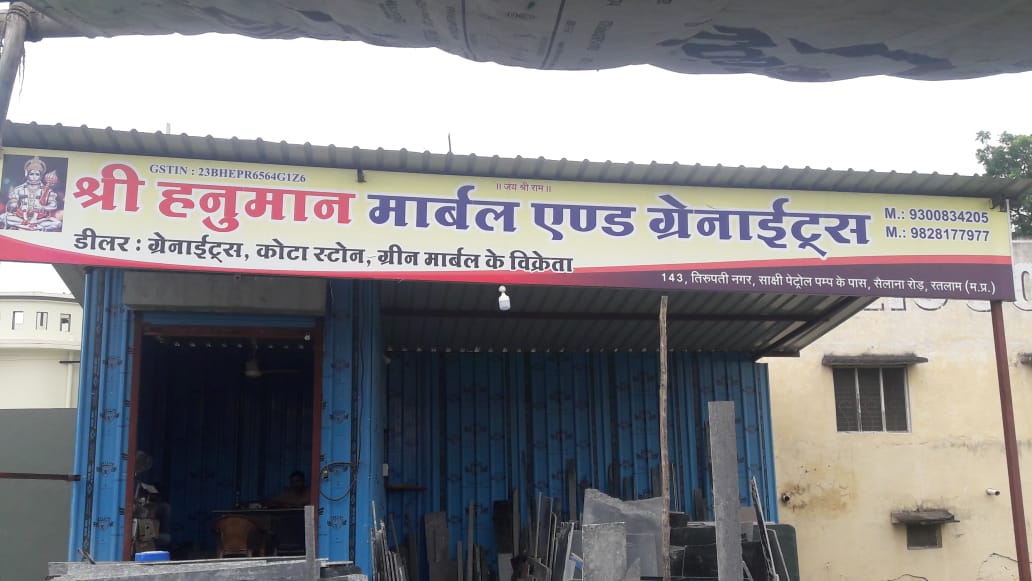 GSTIN : 23BHEPR6564G1Z6
॥ जय श्री राम ॥
श्री हनुमान मार्बल एण्ड ग्रेनाईट्स
M.: 9300834205
M.: 9828177977
डीलर : ग्रेनाईट्स, कोटा स्टोन, ग्रीन मार्बल के विक्रेता
143, तिरुपती नगर, साक्षी पेट्रोल पम्प के पास, सैलाना रोड़, रतलाम (म.प्र.)